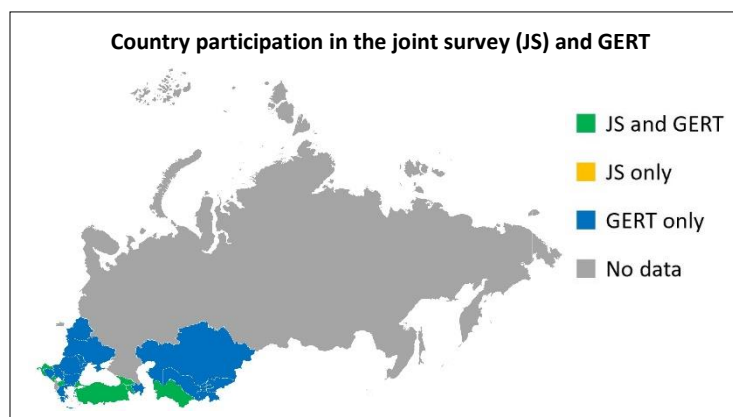 Country participation in the joint survey (JS) and GERT
JS and GERT
JS only
GERT only
No data